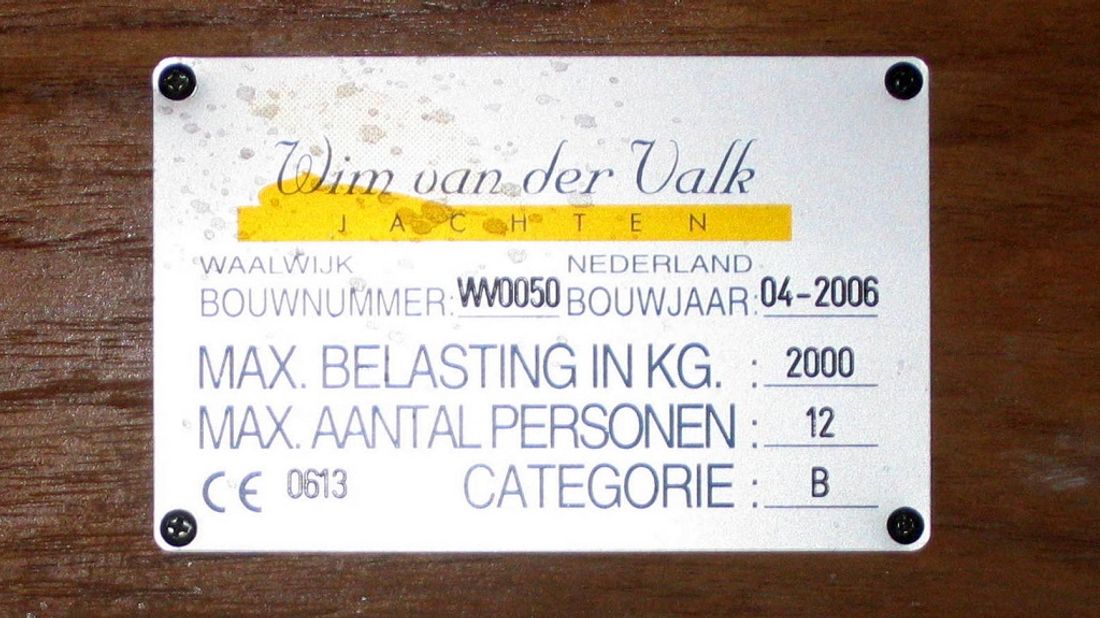 Wim van der Valk
JACHTEN
WAALWIJK NEDERLAND
BOUWNUMMER: VV0050 BOUWJAAR: 04-2006
MAX. BELASTING IN KG. : 2000
MAX. AANTAL PERSONEN : 12
CE 0613 CATEGORIE : B